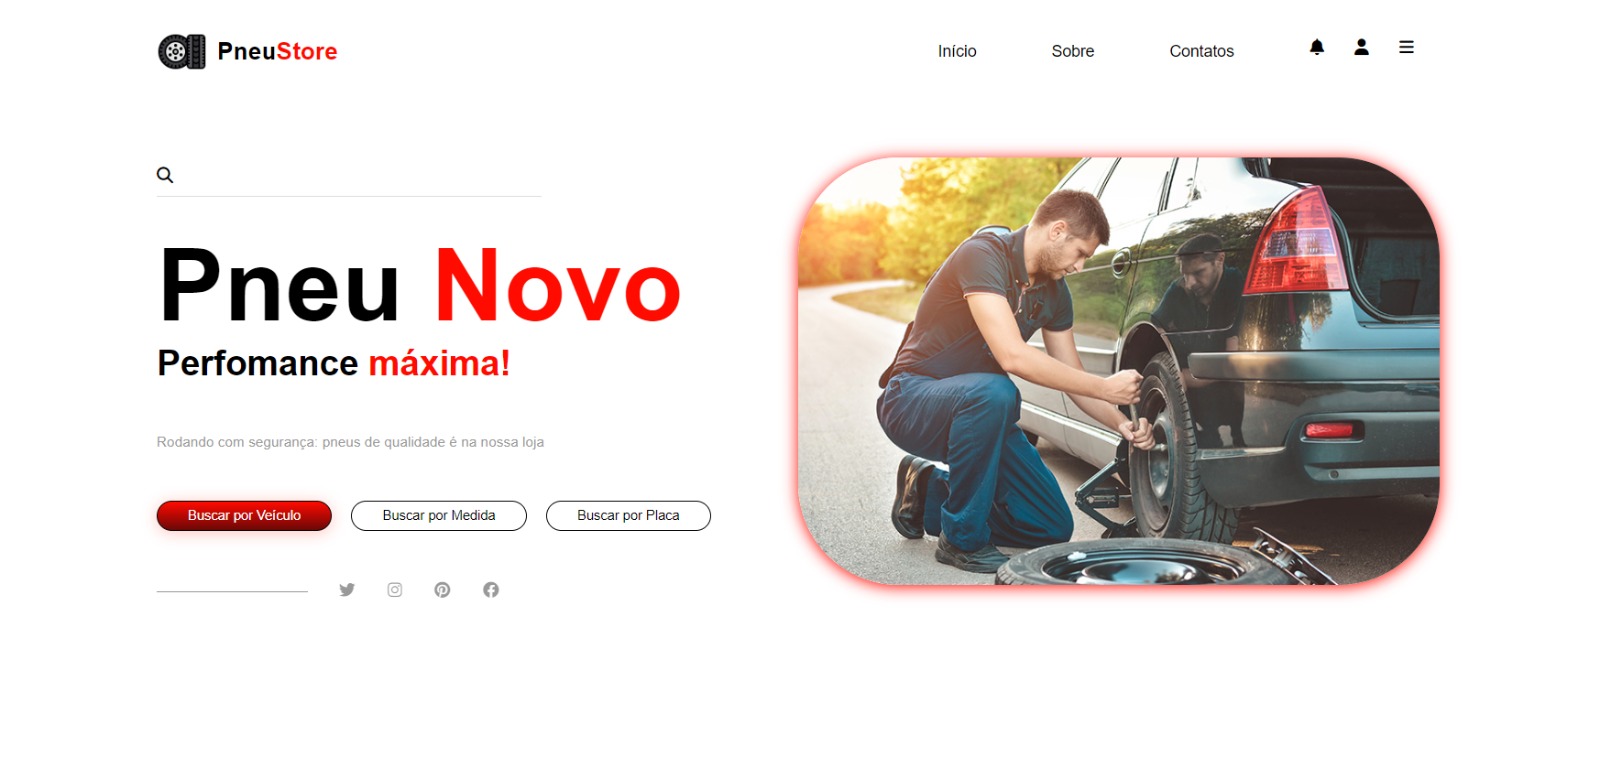 PneuStore
Início Sobre Contatos
Pneu Novo
Perfomance máxima!
Rodando com segurança: pneus de qualidade é na nossa loja
Buscar por Veículo Buscar por Medida Buscar por Placa